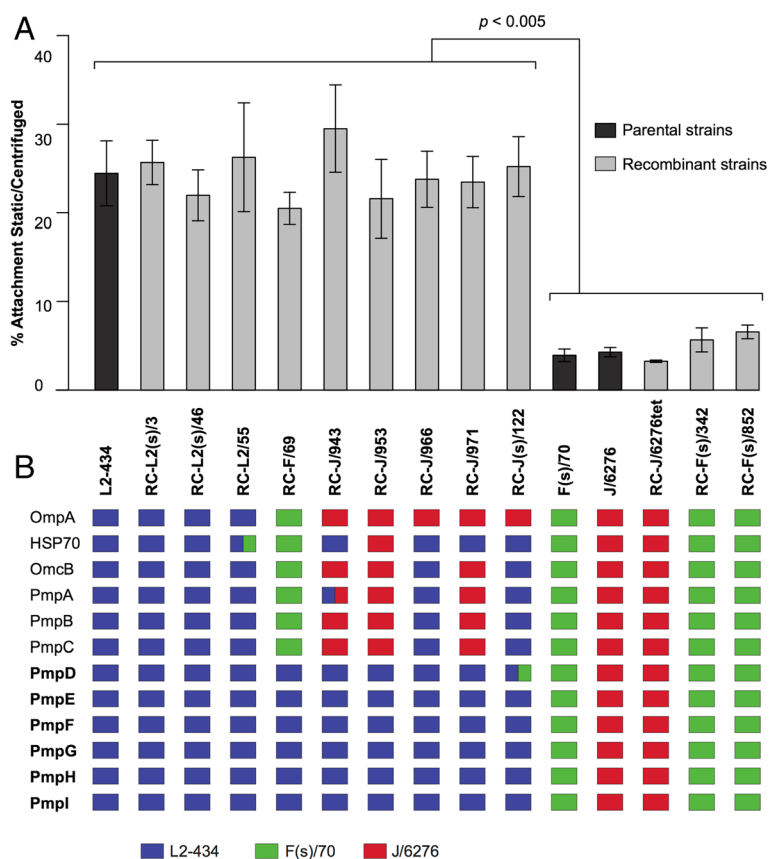 A
p < 0.005
% Attachment Static/Centrifuged
40
30
20
10
0
Parental strains
Recombinant strains
L2-434
RC-L2(s)/3
RC-L2(s)/46
RC-L2/55
RC-F/69
RC-J/943
RC-J/953
RC-J/966
RC-J/971
RC-J(s)/122
F(s)/70
J/6276
RC-J/6276tet
RC-F(s)/342
RC-F(s)/852
B
OmpA
HSP70
OmcB
PmpA
PmpB
PmpC
PmpD
PmpE
PmpF
PmpG
PmpH
PmpI
L2-434
F(s)/70
J/6276